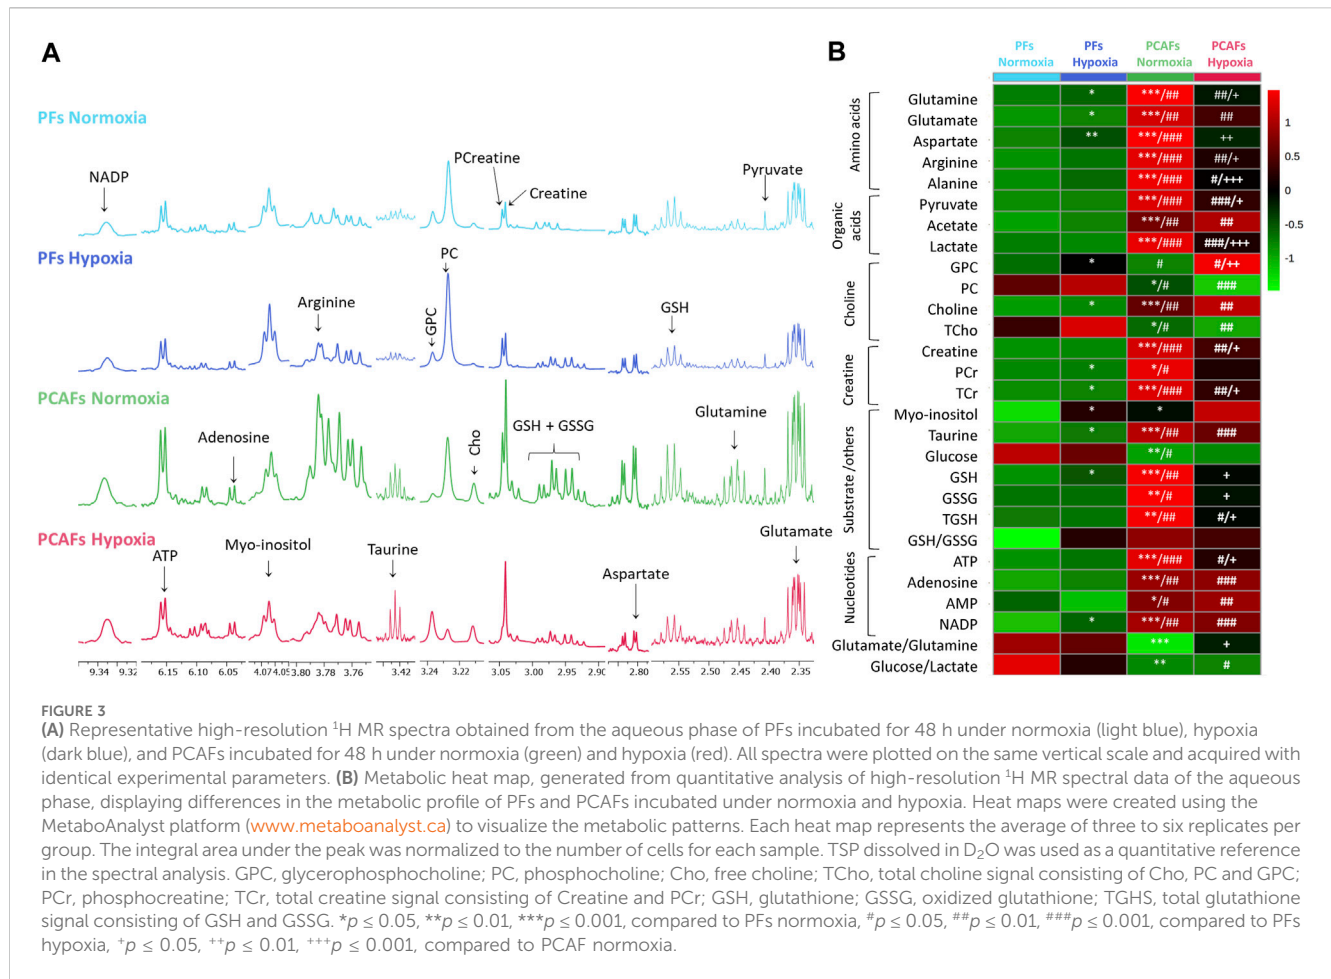 A
PFs Normoxia
NADP
PCreatine
Creatine
Pyruvate
PFs Hypoxia
PC
Arginine
GPC
GSH
PCAFs Normoxia
Adenosine
Cho
GSH + GSSG
Glutamine
PCAFs Hypoxia
ATP
Myo-inositol
Taurine
Aspartate
Glutamate
9.34 9.32 6.15 6.10 6.05 4.07 4.05 3.80 3.78 3.76 3.42 3.24 3.22 3.10 3.05 3.00 2.95 2.90 2.85 2.80 2.55 2.50 2.45 2.40 2.35
B
PFs Normoxia
PFs Hypoxia
PCAFs Normoxia
PCAFs Hypoxia
Amino acids
Glutamine * ***/## ##/+
Glutamate * ***/## ##
Aspartate ** ***/### ++
Arginine ***/### ##/+
Alanine ***/### #/+++
Organic acids
Pyruvate ***/### ###/+
Acetate ***/## ##
Lactate ***/### ###/+++
Choline
GPC * # #/++
PC */# ###
Choline * ***/## ##
TCho */# ##
Creatine
Creatine ***/### ##/+
PCr * */#
TCr * ***/### ##/+
Substrate /others
Myo-inositol * *
Taurine * ***/## ###
Glucose **/#
GSH * ***/## +
GSSG **/# +
TGSH **/## #/+
GSH/GSSG
Nucleotides
ATP ***/### #/+
Adenosine ***/## ###
AMP */# ##
NADP * ***/## ###
Glutamate/Glutamine *** +
Glucose/Lactate ** #
1
0.5
0
-0.5
-1
FIGURE 3
(A) Representative high-resolution ¹H MR spectra obtained from the aqueous phase of PFs incubated for 48 h under normoxia (light blue), hypoxia
(dark blue), and PCAFs incubated for 48 h under normoxia (green) and hypoxia (red). All spectra were plotted on the same vertical scale and acquired with
identical experimental parameters. (B) Metabolic heat map, generated from quantitative analysis of high-resolution ¹H MR spectral data of the aqueous
phase, displaying differences in the metabolic profile of PFs and PCAFs incubated under normoxia and hypoxia. Heat maps were created using the
MetaboAnalyst platform (www.metaboanalyst.ca) to visualize the metabolic patterns. Each heat map represents the average of three to six replicates per
group. The integral area under the peak was normalized to the number of cells for each sample. TSP dissolved in D₂O was used as a quantitative reference
in the spectral analysis. GPC, glycerophosphocholine; PC, phosphocholine; Cho, free choline; TCho, total choline signal consisting of Cho, PC and GPC;
PCr, phosphocreatine; TCr, total creatine signal consisting of Creatine and PCr; GSH, glutathione; GSSG, oxidized glutathione; TGHS, total glutathione
signal consisting of GSH and GSSG. *p ≤ 0.05, **p ≤ 0.01, ***p ≤ 0.001, compared to PFs normoxia, #p ≤ 0.05, ##p ≤ 0.01, ###p ≤ 0.001, compared to PFs
hypoxia, +p ≤ 0.05, ++p ≤ 0.01, +++p ≤ 0.001, compared to PCAF normoxia.